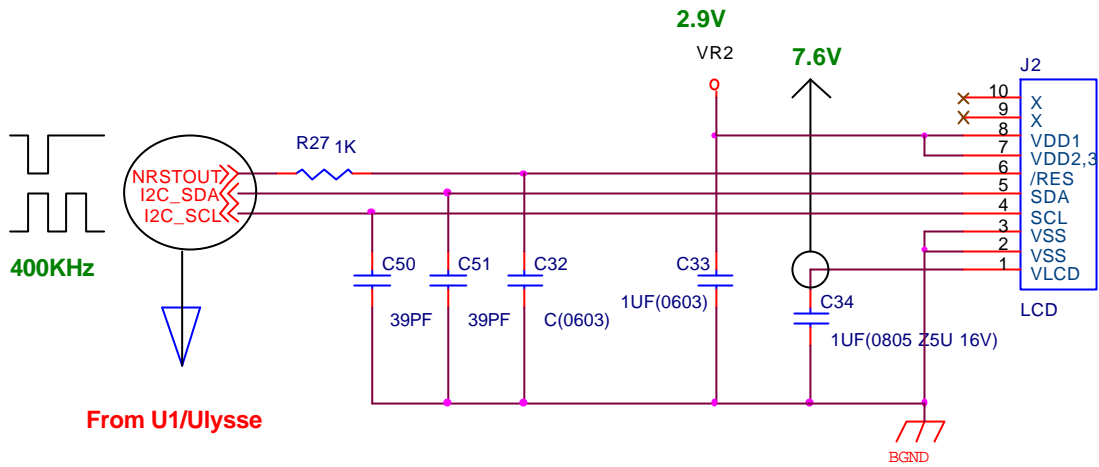 2.9V
VR2
7.6V
J2
10
X
9
X
8
VDD1
7
VDD2,3
6
/RES
5
SDA
4
SCL
3
VSS
2
VSS
1
VLCD
LCD
R27 1K
NRSTOUT
I2C_SDA
I2C_SCL
400KHz
C50
39PF
C51
39PF
C32
C(0603)
C33
1UF(0603)
C34
1UF(0805 Z5U 16V)
From U1/Ulysse
BGND